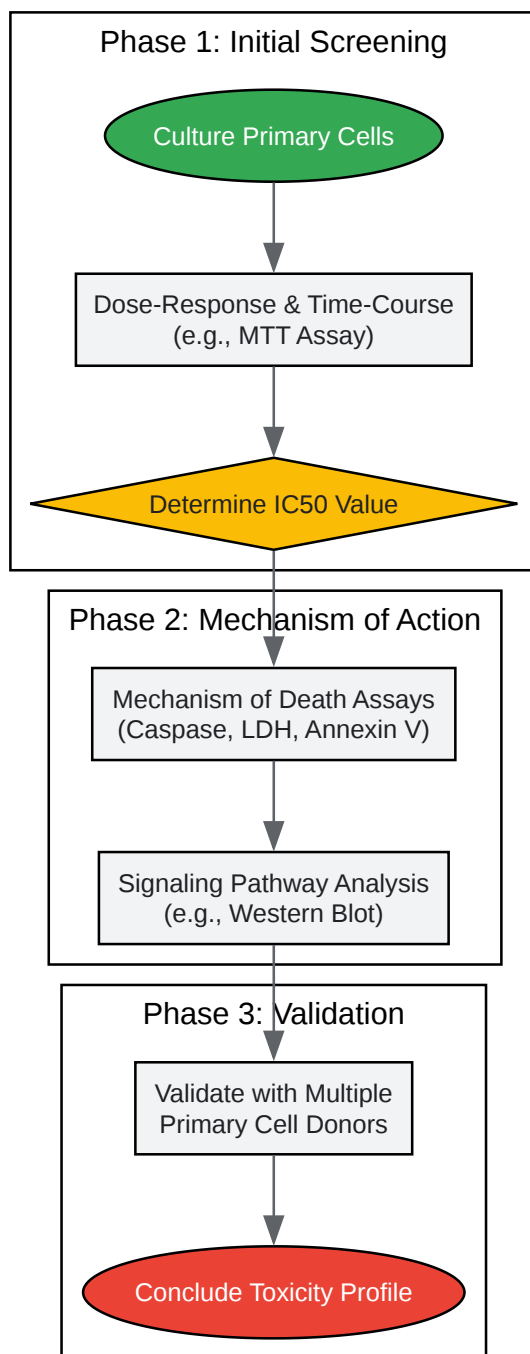 Phase 1: Initial Screening
Culture Primary Cells
Dose-Response & Time-Course
(e.g., MTT Assay)
Determine IC50 Value
Phase 2: Mechanism of Action
Mechanism of Death Assays
(Caspase, LDH, Annexin V)
Signaling Pathway Analysis
(e.g., Western Blot)
Phase 3: Validation
Validate with Multiple
Primary Cell Donors
Conclude Toxicity Profile